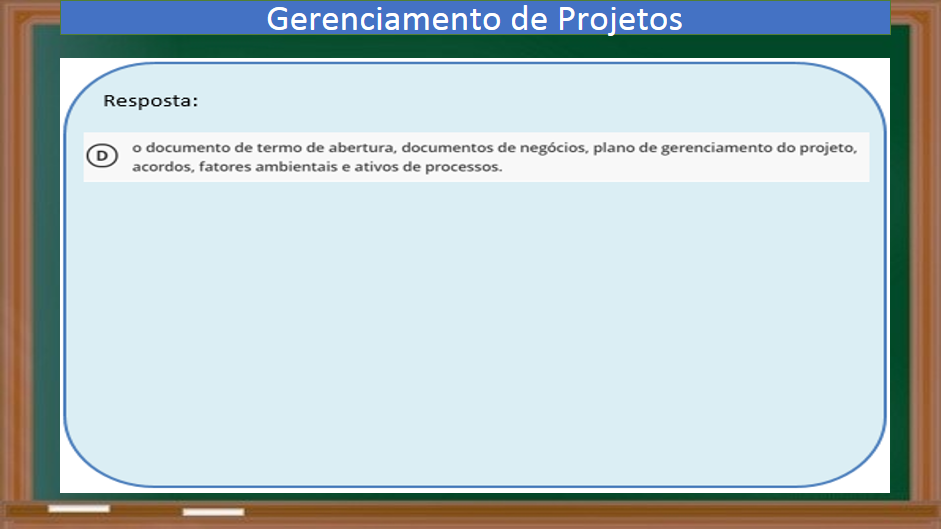 Gerenciamento de Projetos
Resposta:
D o documento de termo de abertura, documentos de negócios, plano de gerenciamento do projeto,
acordos, fatores ambientais e ativos de processos.